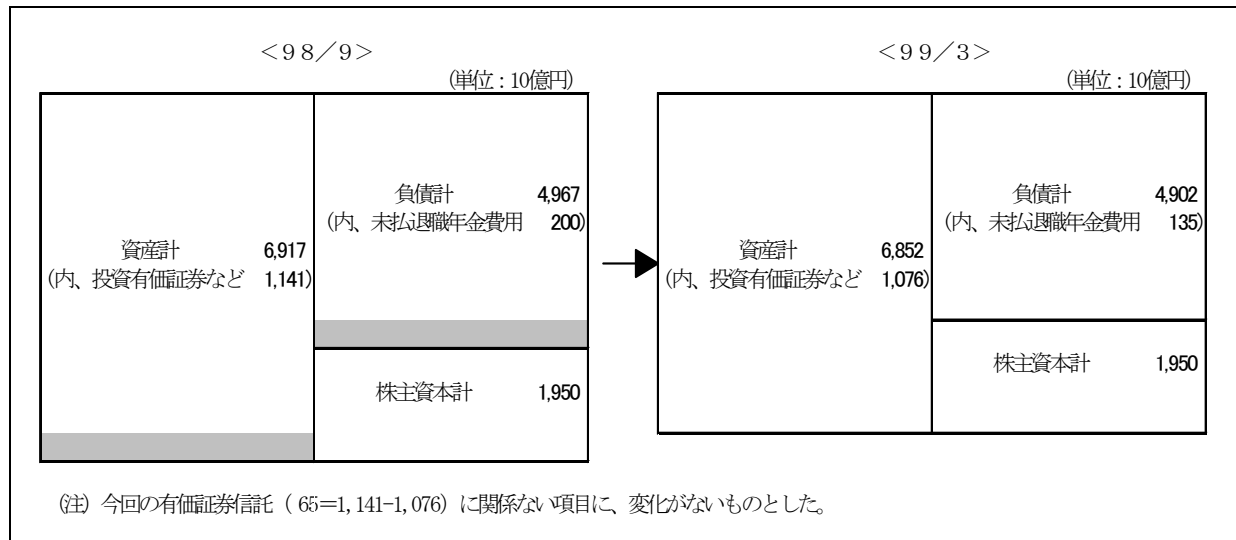 <９８／９>
(単位：10億円)
資産計 6,917
(内、投資有価証券など 1,141)
負債計 4,967
(内、未払退職年金費用 200)
株主資本計 1,950
<９９／３>
(単位：10億円)
資産計 6,852
(内、投資有価証券など 1,076)
負債計 4,902
(内、未払退職年金費用 135)
株主資本計 1,950
(注) 今回の有価証券信託（ 65＝1,141-1,076）に関係ない項目に、変化がないものとした。